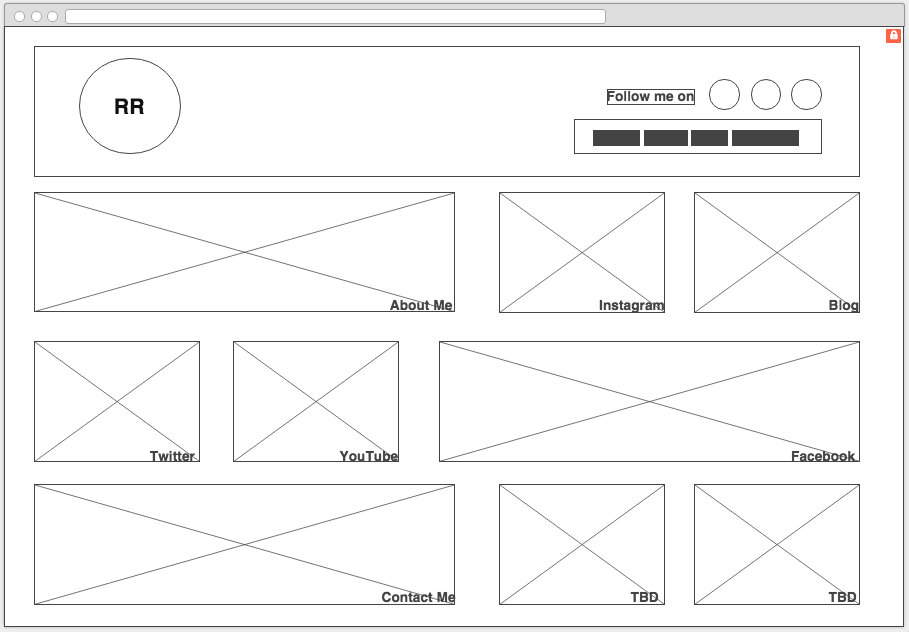 RR
Follow me on
About Me
Instagram
Blog
Twitter
YouTube
Facebook
Contact Me
TBD
TBD